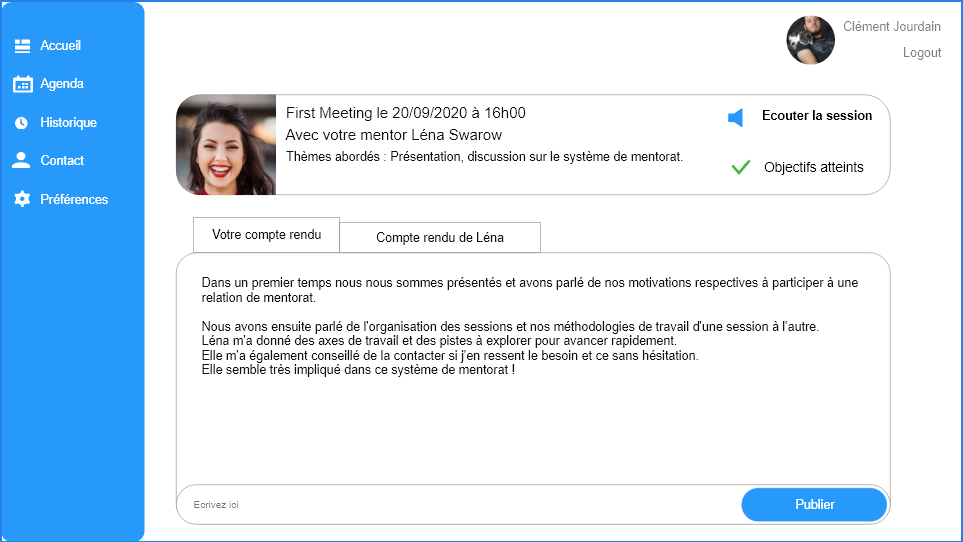 Accueil
Agenda
Historique
Contact
Préférences
Clément Jourdain
Logout
First Meeting le 20/09/2020 à 16h00
Avec votre mentor Léna Swarow
Thèmes abordés : Présentation, discussion sur le système de mentorat.
Ecouter la session
Objectifs atteints
Votre compte rendu
Compte rendu de Léna
Dans un premier temps nous nous sommes présentés et avons parlé de nos motivations respectives à participer à une
relation de mentorat.
Nous avons ensuite parlé de l'organisation des sessions et nos méthodologies de travail d'une session à l'autre.
Léna m'a donné des axes de travail et des pistes à explorer pour avancer rapidement.
Elle m'a également conseillé de la contacter si j'en ressent le besoin et ce sans hésitation.
Elle semble très impliqué dans ce système de mentorat !
Ecrivez ici
Publier